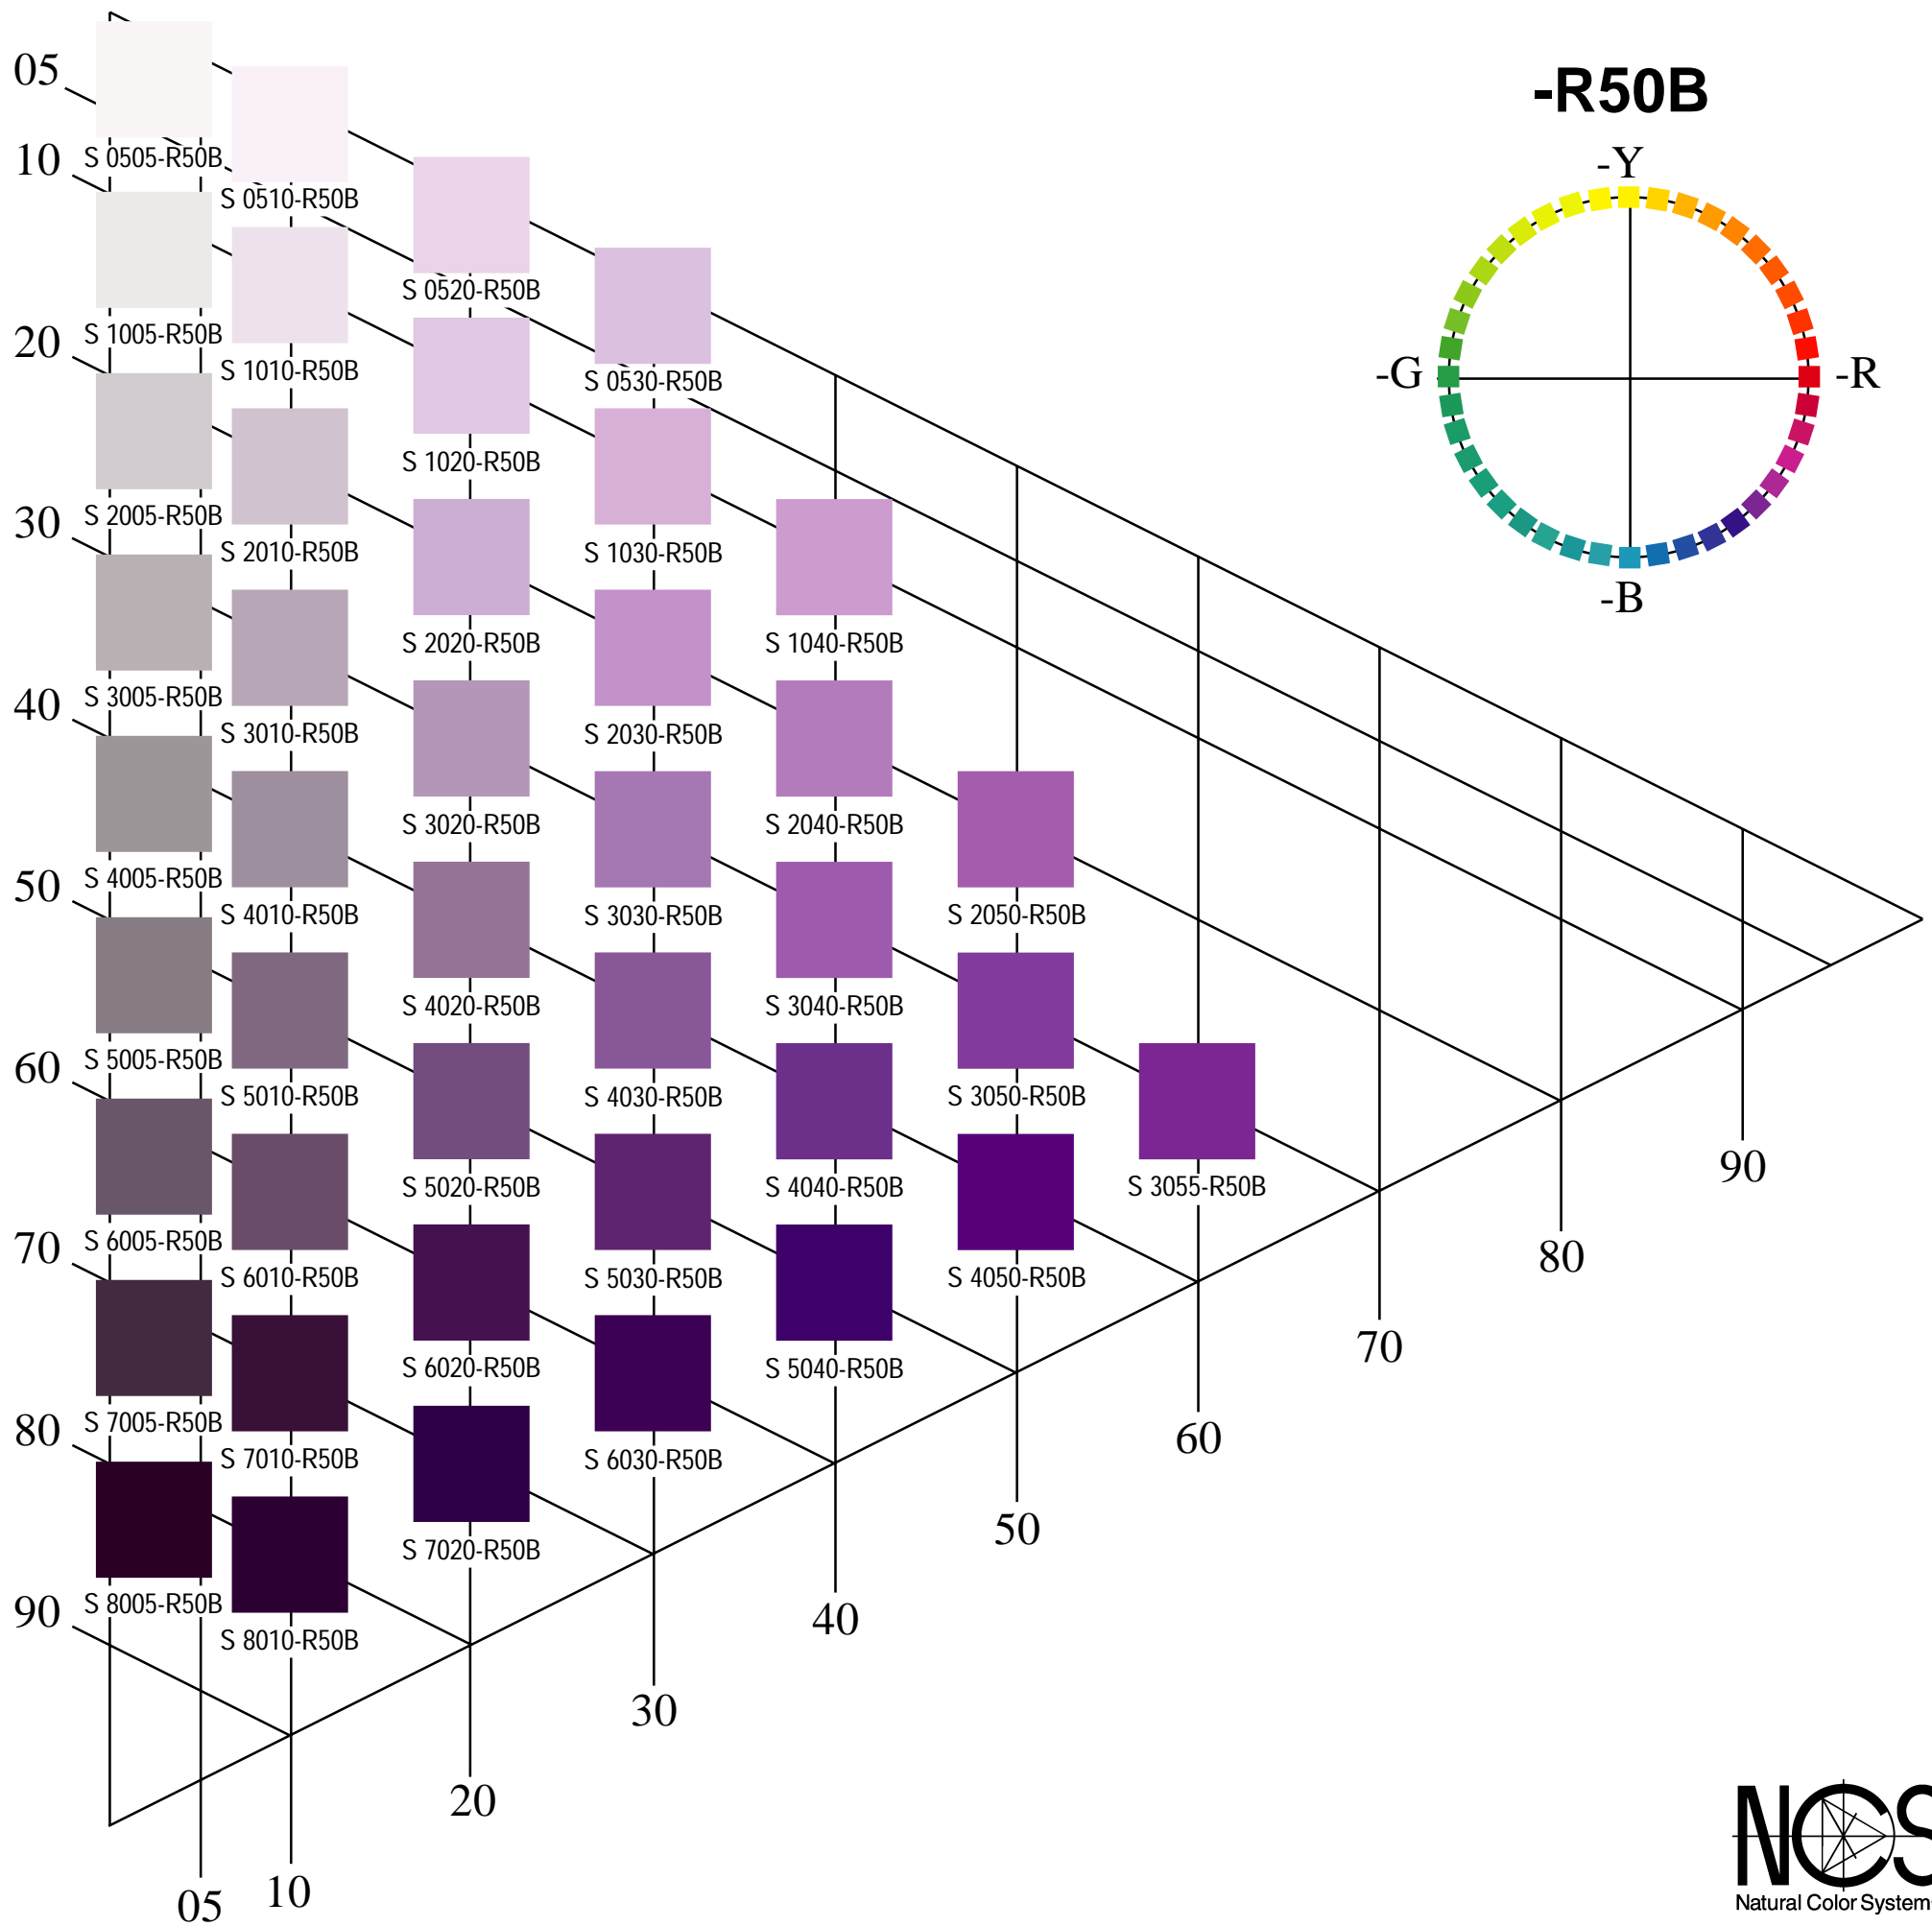 -R50B
-Y
-G
-R
-B
05
10
20
30
40
50
60
70
80
90
S 0505-R50B
S 1005-R50B
S 2005-R50B
S 3005-R50B
S 4005-R50B
S 5005-R50B
S 6005-R50B
S 7005-R50B
S 8005-R50B
S 0510-R50B
S 1010-R50B
S 2010-R50B
S 3010-R50B
S 4010-R50B
S 5010-R50B
S 6010-R50B
S 7010-R50B
S 8010-R50B
S 0520-R50B
S 1020-R50B
S 2020-R50B
S 3020-R50B
S 4020-R50B
S 5020-R50B
S 6020-R50B
S 7020-R50B
S 0530-R50B
S 1030-R50B
S 2030-R50B
S 3030-R50B
S 4030-R50B
S 5030-R50B
S 6030-R50B
S 1040-R50B
S 2040-R50B
S 3040-R50B
S 4040-R50B
S 5040-R50B
S 2050-R50B
S 3050-R50B
S 4050-R50B
S 3055-R50B
05
10
20
30
40
50
60
70
80
90
NCS
Natural Color System